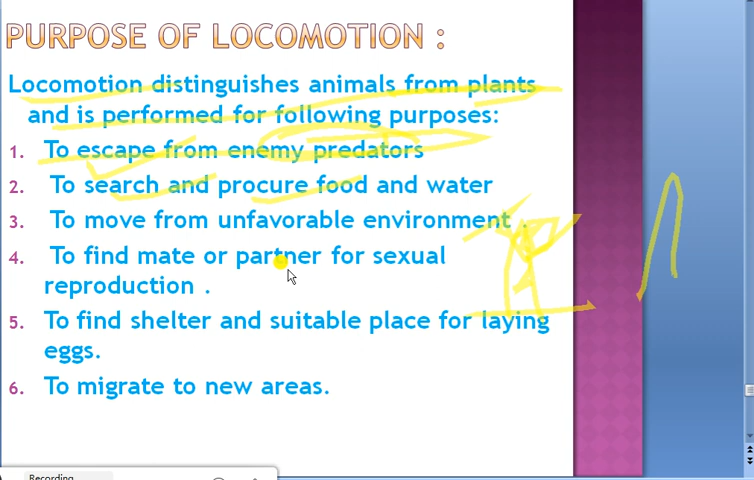 PURPOSE OF LOCOMOTION :
Locomotion distinguishes animals from plants
and is performed for following purposes:
1. To escape from enemy predators
2. To search and procure food and water
3. To move from unfavorable environment .
4. To find mate or partner for sexual
reproduction .
5. To find shelter and suitable place for laying
eggs.
6. To migrate to new areas.
Recording